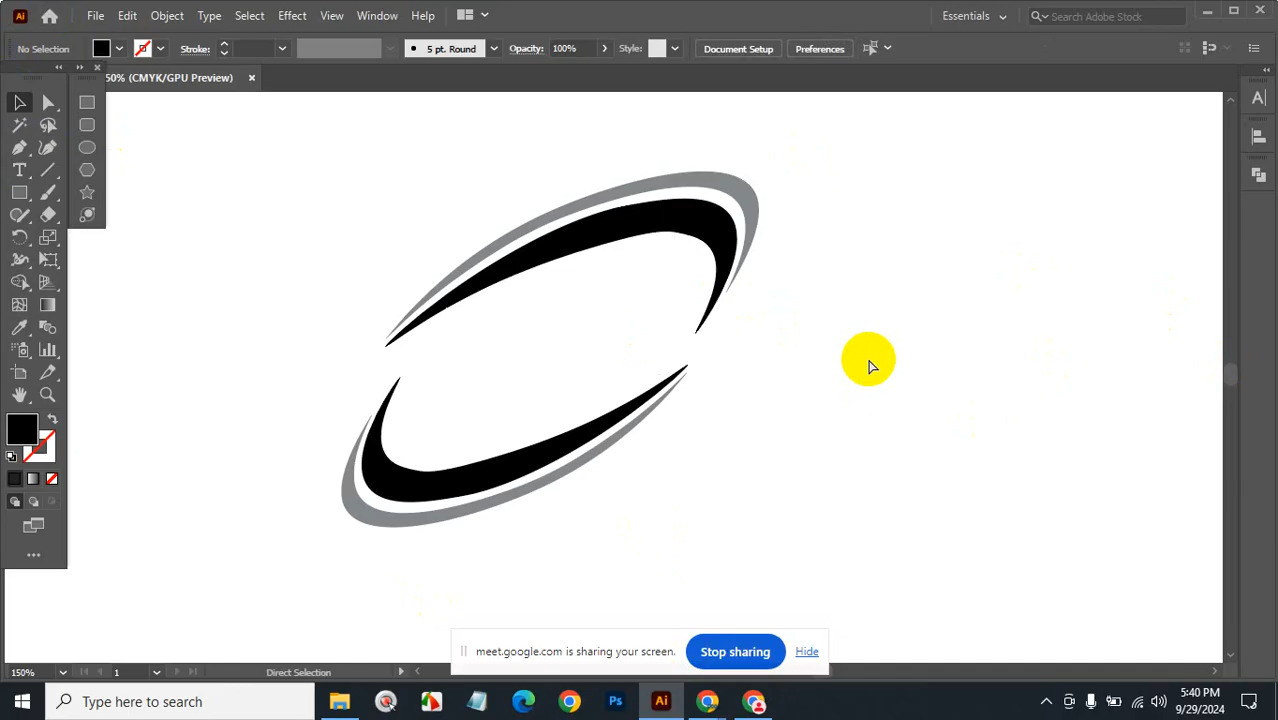 Ai File Edit Object Type Select Effect View Window Help Essentials Search Adobe Stock
No Selection Stroke: 5 pt. Round Opacity: 100% Style: Document Setup Preferences
50% (CMYK/GPU Preview)
meet.google.com is sharing your screen. Stop sharing Hide
150% 1 Direct Selection
Type here to search Ps Ai 5:40 PM
9/29/2024